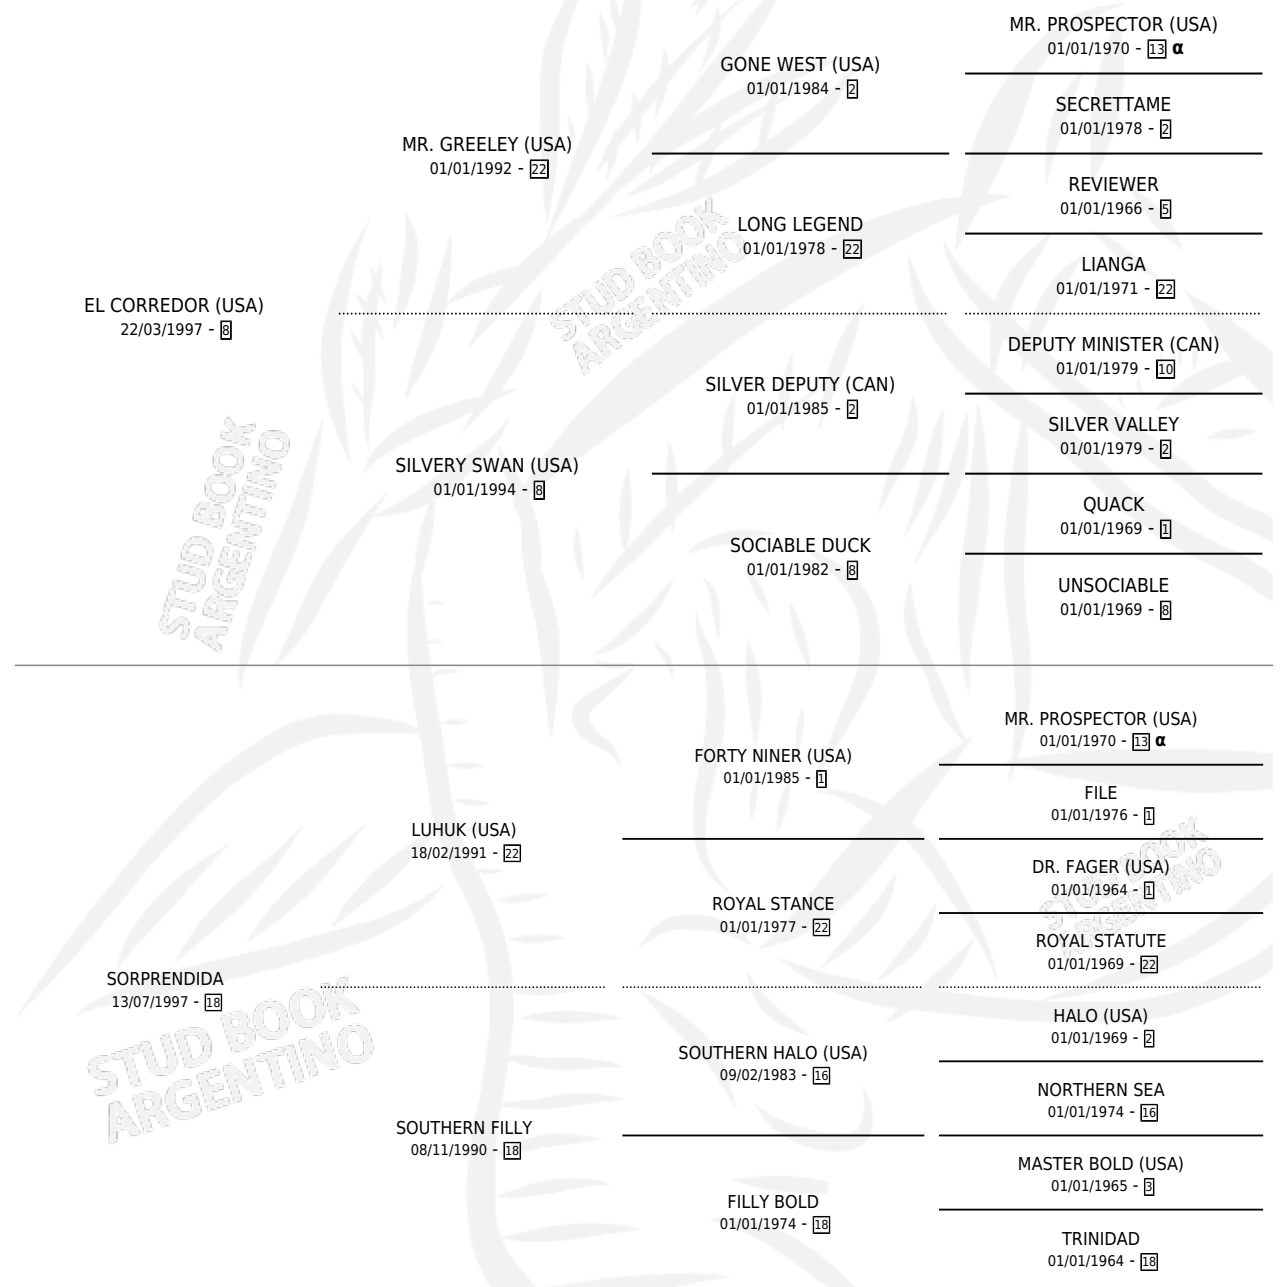 MR. PROSPECTOR (USA)
01/01/1970 - 13 α
GONE WEST (USA)
01/01/1984 - 2
SECRETTAME
01/01/1978 - 2
MR. GREELEY (USA)
01/01/1992 - 22
REVIEWER
01/01/1966 - 5
LONG LEGEND
01/01/1978 - 22
LIANGA
01/01/1971 - 22
EL CORREDOR (USA)
22/03/1997 - 8
STUD BOOK
ARGENTINO
DEPUTY MINISTER (CAN)
01/01/1979 - 10
SILVER DEPUTY (CAN)
01/01/1985 - 2
SILVER VALLEY
01/01/1979 - 2
SILVERY SWAN (USA)
01/01/1994 - 8
QUACK
01/01/1969 - 1
SOCIABLE DUCK
01/01/1982 - 8
UNSOCIABLE
01/01/1969 - 8
STUD BOOK
ARGENTINO
MR. PROSPECTOR (USA)
01/01/1970 - 13 α
FORTY NINER (USA)
01/01/1985 - 1
FILE
01/01/1976 - 1
LUHUK (USA)
18/02/1991 - 22
DR. FAGER (USA)
01/01/1964 - 1
STUD BOOK
ARGENTINO
ROYAL STANCE
01/01/1977 - 22
ROYAL STATUTE
01/01/1969 - 22
SORPRENDIDA
13/07/1997 - 18
STUD BOOK
ARGENTINO
HALO (USA)
01/01/1969 - 2
SOUTHERN HALO (USA)
09/02/1983 - 16
NORTHERN SEA
01/01/1974 - 16
SOUTHERN FILLY
08/11/1990 - 18
MASTER BOLD (USA)
01/01/1965 - 3
FILLY BOLD
01/01/1974 - 18
TRINIDAD
01/01/1964 - 18